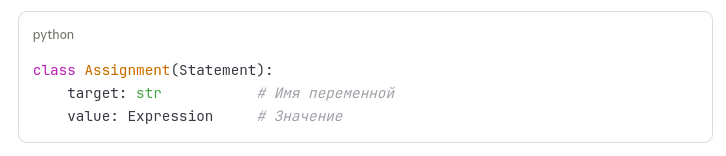 python
class Assignment(Statement):
    target: str           # Имя переменной
    value: Expression     # Значение